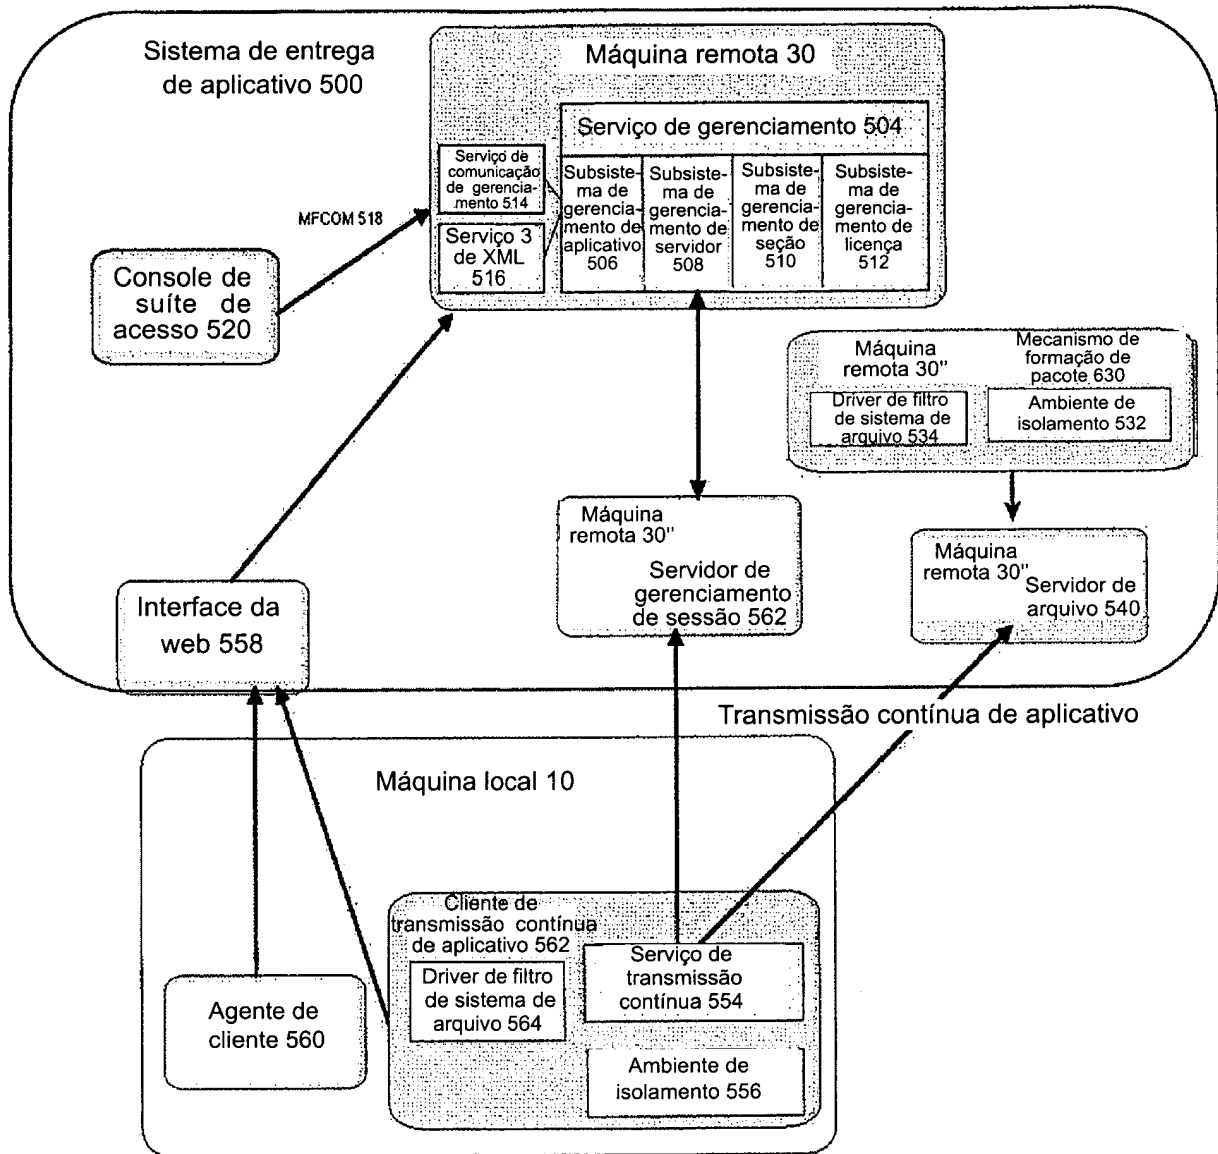 Sistema de entrega
de aplicativo 500
Máquina remota 30
Serviço de gerenciamento 504
Serviço de
comunicação
de gerencia-
mento 514
Serviço 3
de XML
516
Subsiste-
ma de
gerencia-
mento de
aplicativo
506
Subsiste-
ma de
gerencia-
mento de
servidor
508
Subsiste-
ma de
gerencia-
mento de
seção
510
Subsiste-
ma de
gerencia-
mento de
licença
512
MFCOM 518
Console de
suíte de
acesso 520
Máquina
remota 30"
Mecanismo de
formação de
pacote 630
Driver de filtro
de sistema de
arquivo 534
Ambiente de
isolamento 532
Máquina
remota 30"
Servidor de
gerenciamento
de sessão 562
Máquina
remota 30"
Servidor de
arquivo 540
Interface da
web 558
Transmissão contínua de aplicativo
Máquina local 10
Cliente de
transmissão contínua
de aplicativo 562
Driver de filtro
de sistema de
arquivo 564
Serviço de
transmissão
contínua 554
Ambiente de
isolamento 556
Agente de
cliente 560